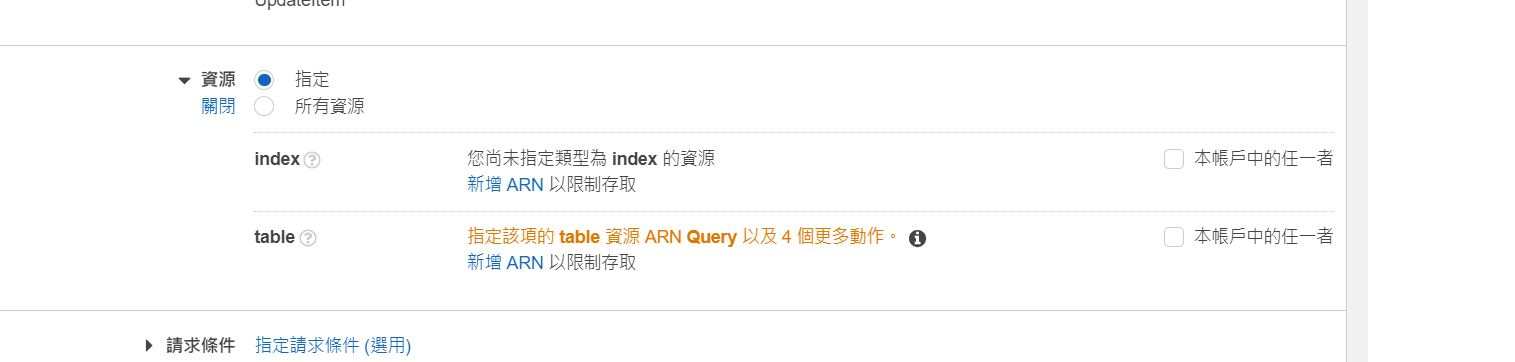 UpdateItem
資源 指定
關閉 所有資源
index 您尚未指定類型為 index 的資源 本帳戶中的任一者
新增 ARN 以限制存取
table 指定該項的 table 資源 ARN Query 以及 4 個更多動作。 本帳戶中的任一者
新增 ARN 以限制存取
請求條件 指定請求條件 (選用)